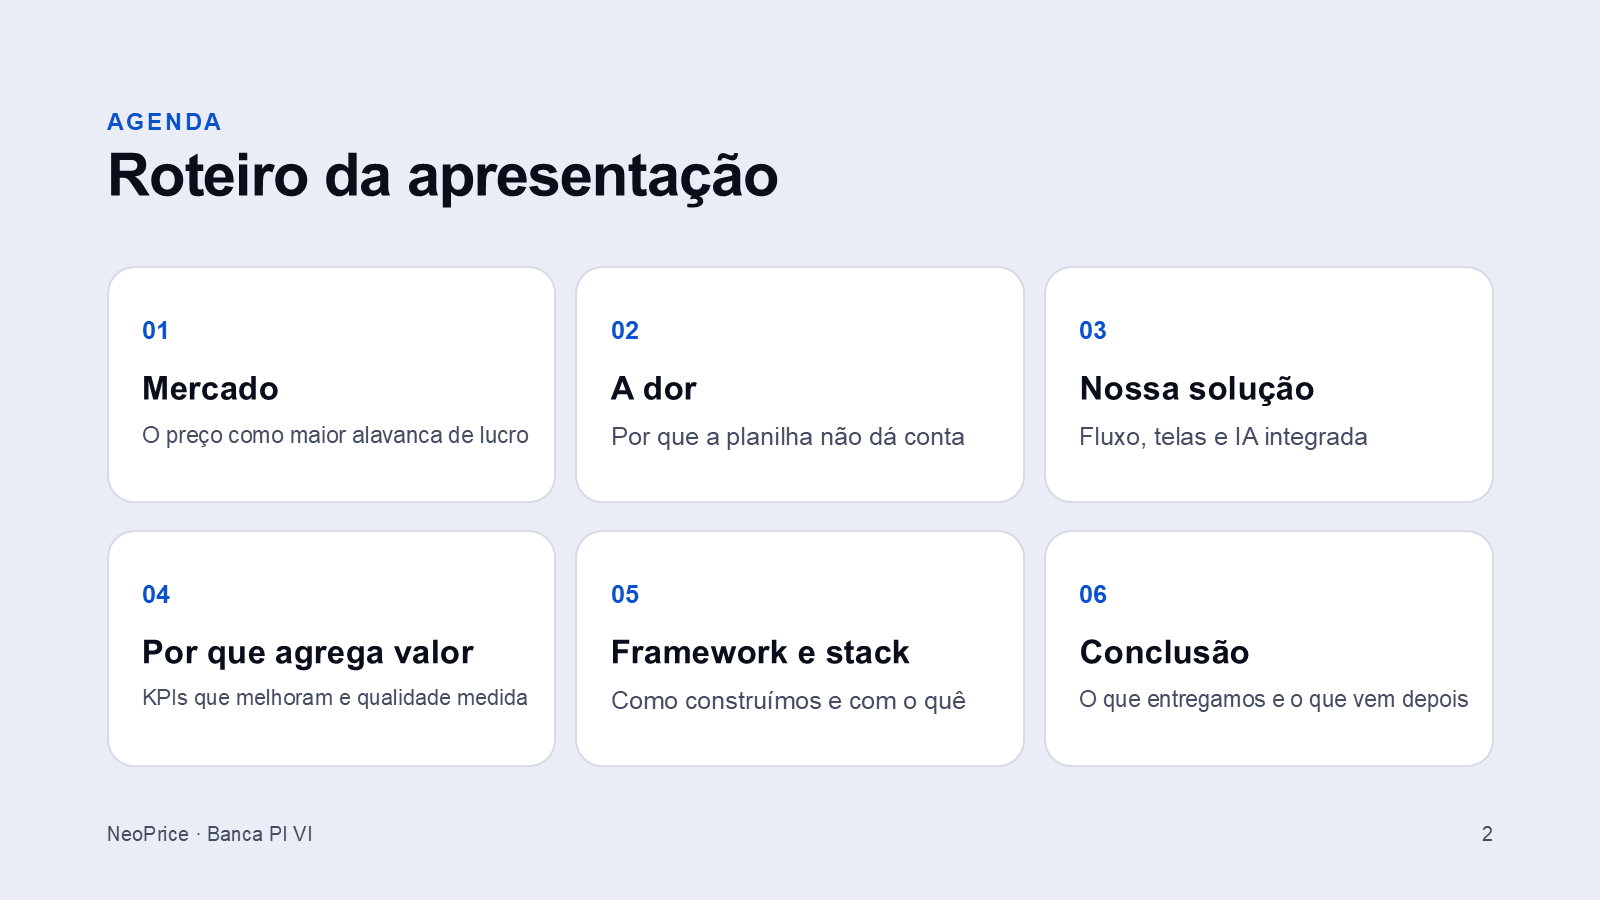 AGENDA
Roteiro da apresentação
01
Mercado
O preço como maior alavanca de lucro
02
A dor
Por que a planilha não dá conta
03
Nossa solução
Fluxo, telas e IA integrada
04
Por que agrega valor
KPIs que melhoram e qualidade medida
05
Framework e stack
Como construímos e com o quê
06
Conclusão
O que entregamos e o que vem depois
NeoPrice · Banca PI VI
2